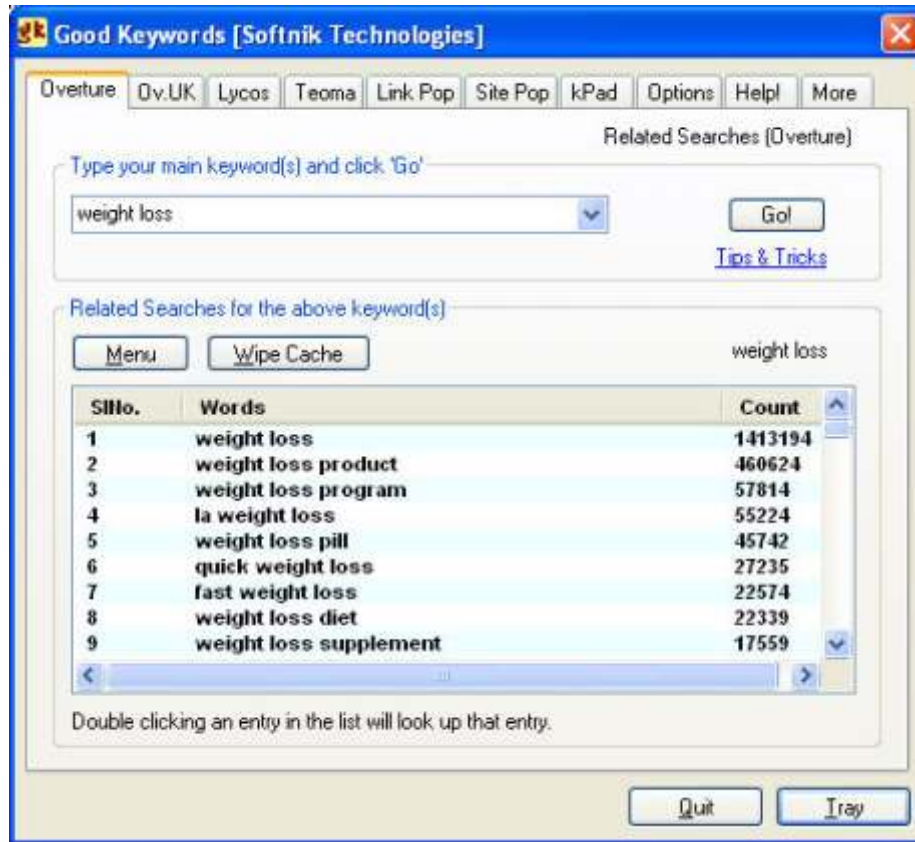 gk Good Keywords [Softnik Technologies]
Overture Ov.UK Lycos Teoma Link Pop Site Pop kPad Options Help! More
Related Searches (Overture)
Type your main keyword(s) and click 'Go'
weight loss Go!
Tips & Tricks
Related Searches for the above keyword(s)
Menu Wipe Cache weight loss
SlNo. Words Count
1 weight loss 1413194
2 weight loss product 460624
3 weight loss program 57814
4 la weight loss 55224
5 weight loss pill 45742
6 quick weight loss 27235
7 fast weight loss 22574
8 weight loss diet 22339
9 weight loss supplement 17559
Double clicking an entry in the list will look up that entry.
Quit Tray